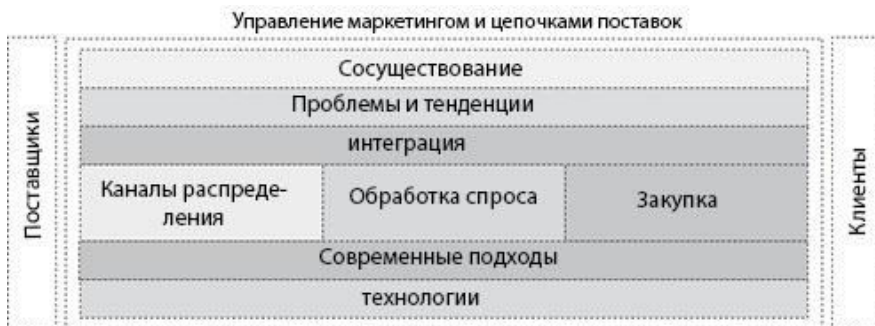 Управление маркетингом и цепочками поставок
Поставщики
Сосуществование
Проблемы и тенденции
интеграция
Каналы распреде-
ления
Обработка спроса
Закупка
Современные подходы
технологии
Клиенты